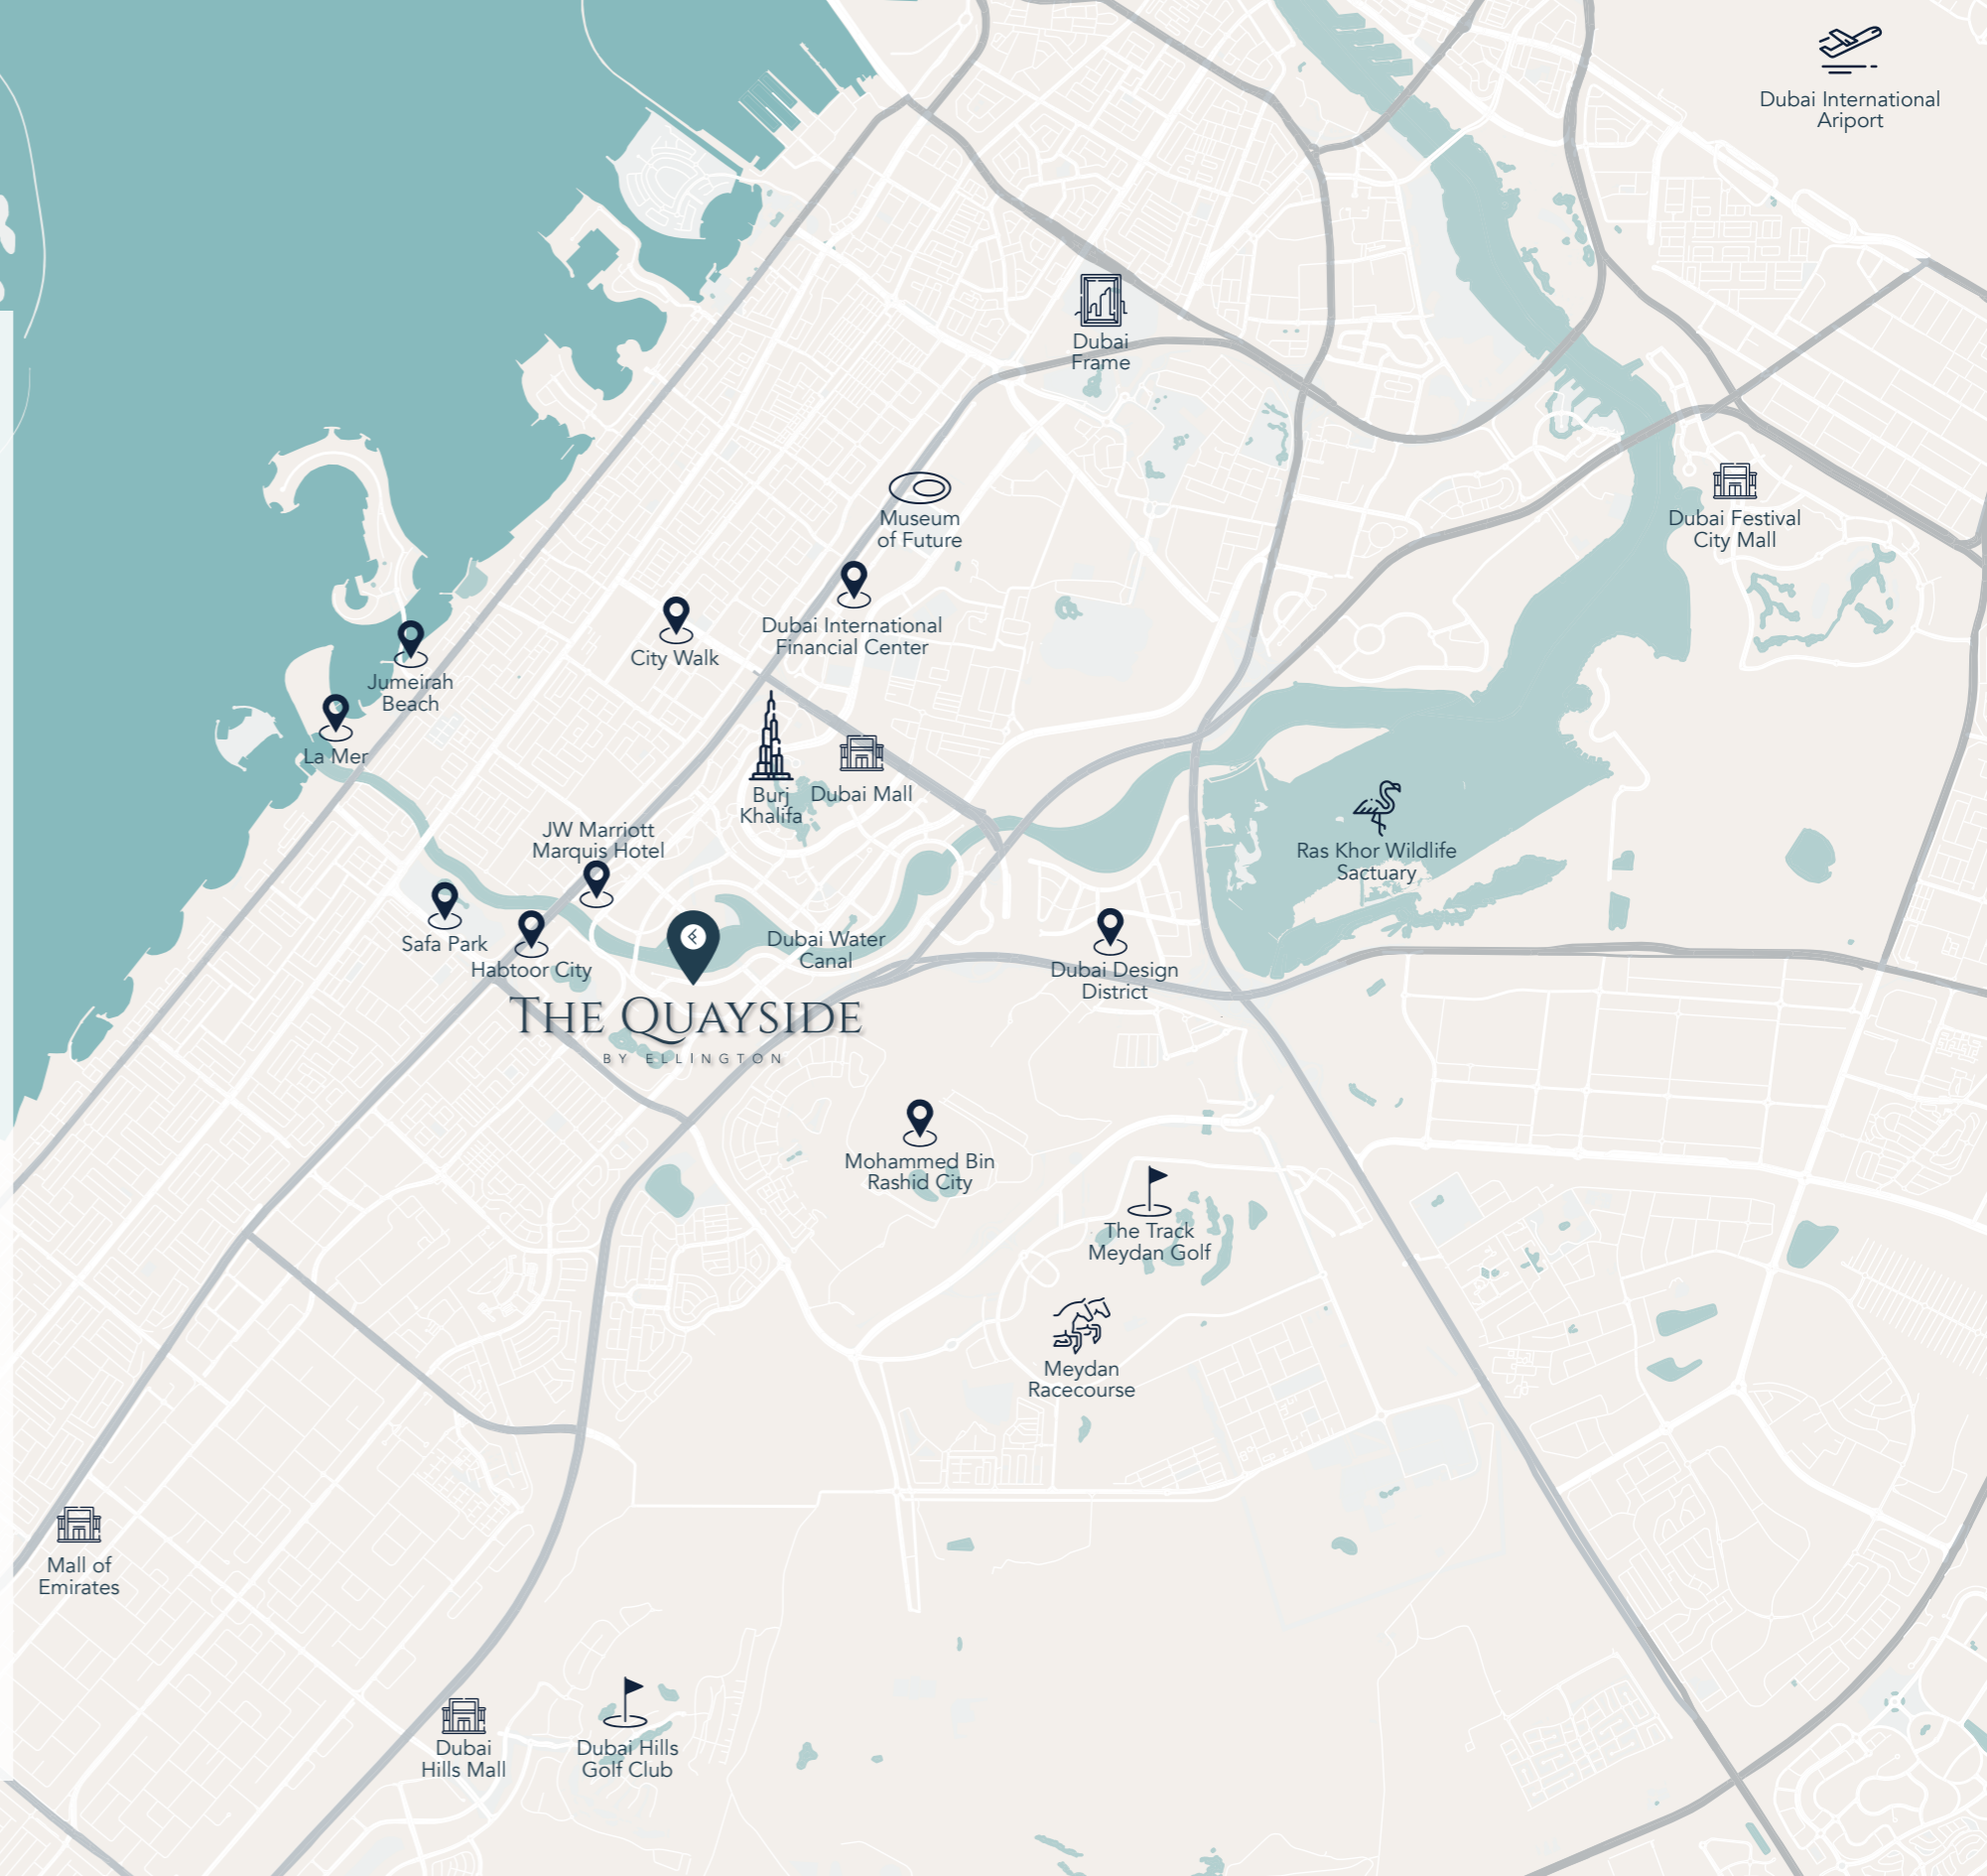 Dubai International
Ariport
Dubai
Frame
Museum
of Future
Dubai Festival
City Mall
Dubai International
Financial Center
City Walk
Jumeirah
Beach
La Mer
Burj
Khalifa
Dubai Mall
JW Marriott
Marquis Hotel
Ras Khor Wildlife
Sactuary
Safa Park
Habtoor City
Dubai Water
Canal
Dubai Design
District
THE QUAYSIDE
BY ELLINGTON
Mohammed Bin
Rashid City
The Track
Meydan Golf
Meydan
Racecourse
Mall of
Emirates
Dubai
Hills Mall
Dubai Hills
Golf Club